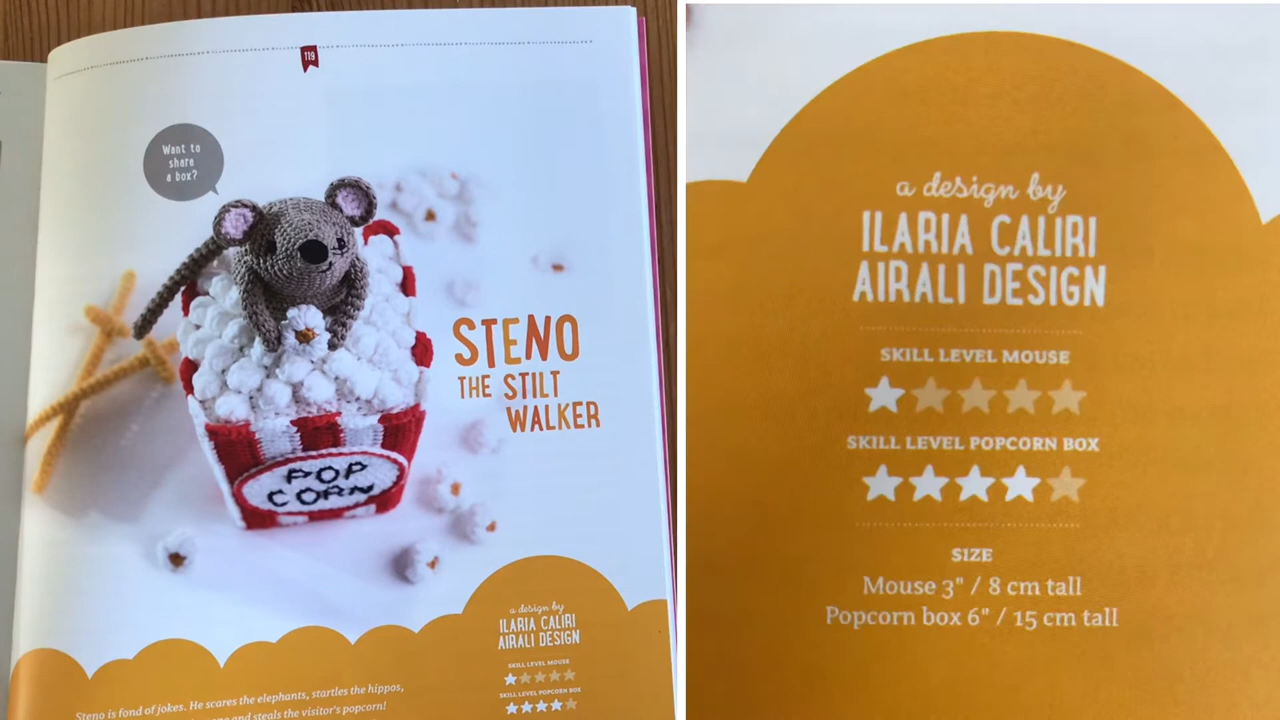 119
Want to
share
a box?
STENO
THE STILT
WALKER
POP
CORN
a design by
ILARIA CALIRI
AIRALI DESIGN
SKILL LEVEL MOUSE
SKILL LEVEL POPCORN BOX
Steno is fond of jokes. He scares the elephants, startles the hippos,
and steals the visitor's popcorn!
a design by
ILARIA CALIRI
AIRALI DESIGN
SKILL LEVEL MOUSE
SKILL LEVEL POPCORN BOX
SIZE
Mouse 3" / 8 cm tall
Popcorn box 6" / 15 cm tall